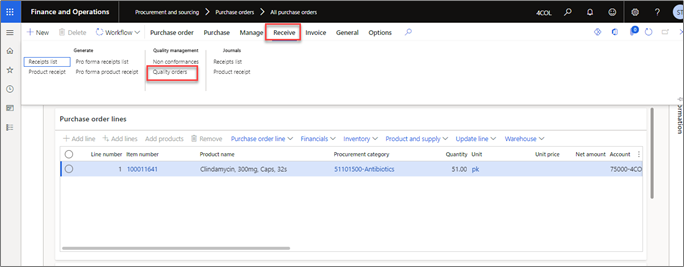 Finance and Operations
Procurement and sourcing > Purchase orders > All purchase orders
4COL
?
ST
+ New
Delete
Workflow
Purchase order
Purchase
Manage
Receive
Invoice
General
Options
Generate
Quality management
Journals
Receipts list
Pro forma receipts list
Non conformances
Receipts list
Product receipt
Pro forma product receipt
Quality orders
Product receipt
Purchase order lines
+ Add line
Add lines
Add products
Remove
Purchase order line
Financials
Inventory
Product and supply
Update line
Warehouse
Line number
Item number
Product name
Procurement category
Quantity
Unit
Unit price
Net amount
Account
1
100011641
Clindamycin, 300mg, Caps, 32s
51101500-Antibiotics
51.00
pk
75000-4CO
ormation